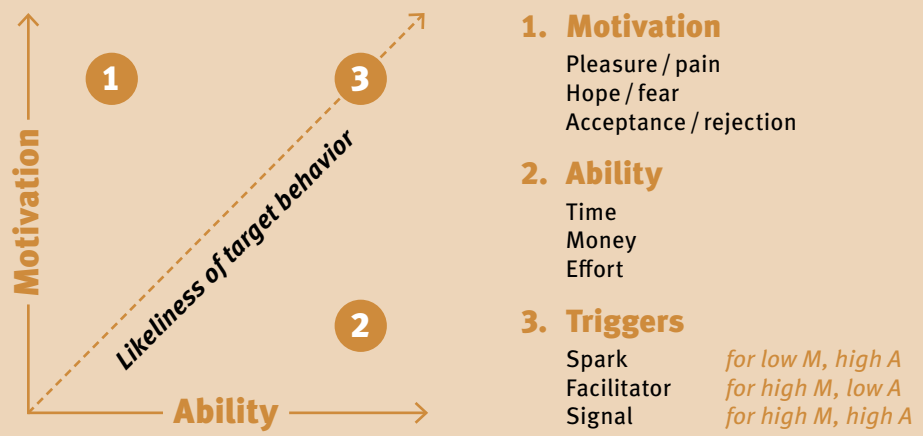 1
3
2
Motivation
Likeliness of target behavior
Ability
1. Motivation
Pleasure / pain
Hope / fear
Acceptance / rejection
2. Ability
Time
Money
Effort
3. Triggers
Spark for low M, high A
Facilitator for high M, low A
Signal for high M, high A